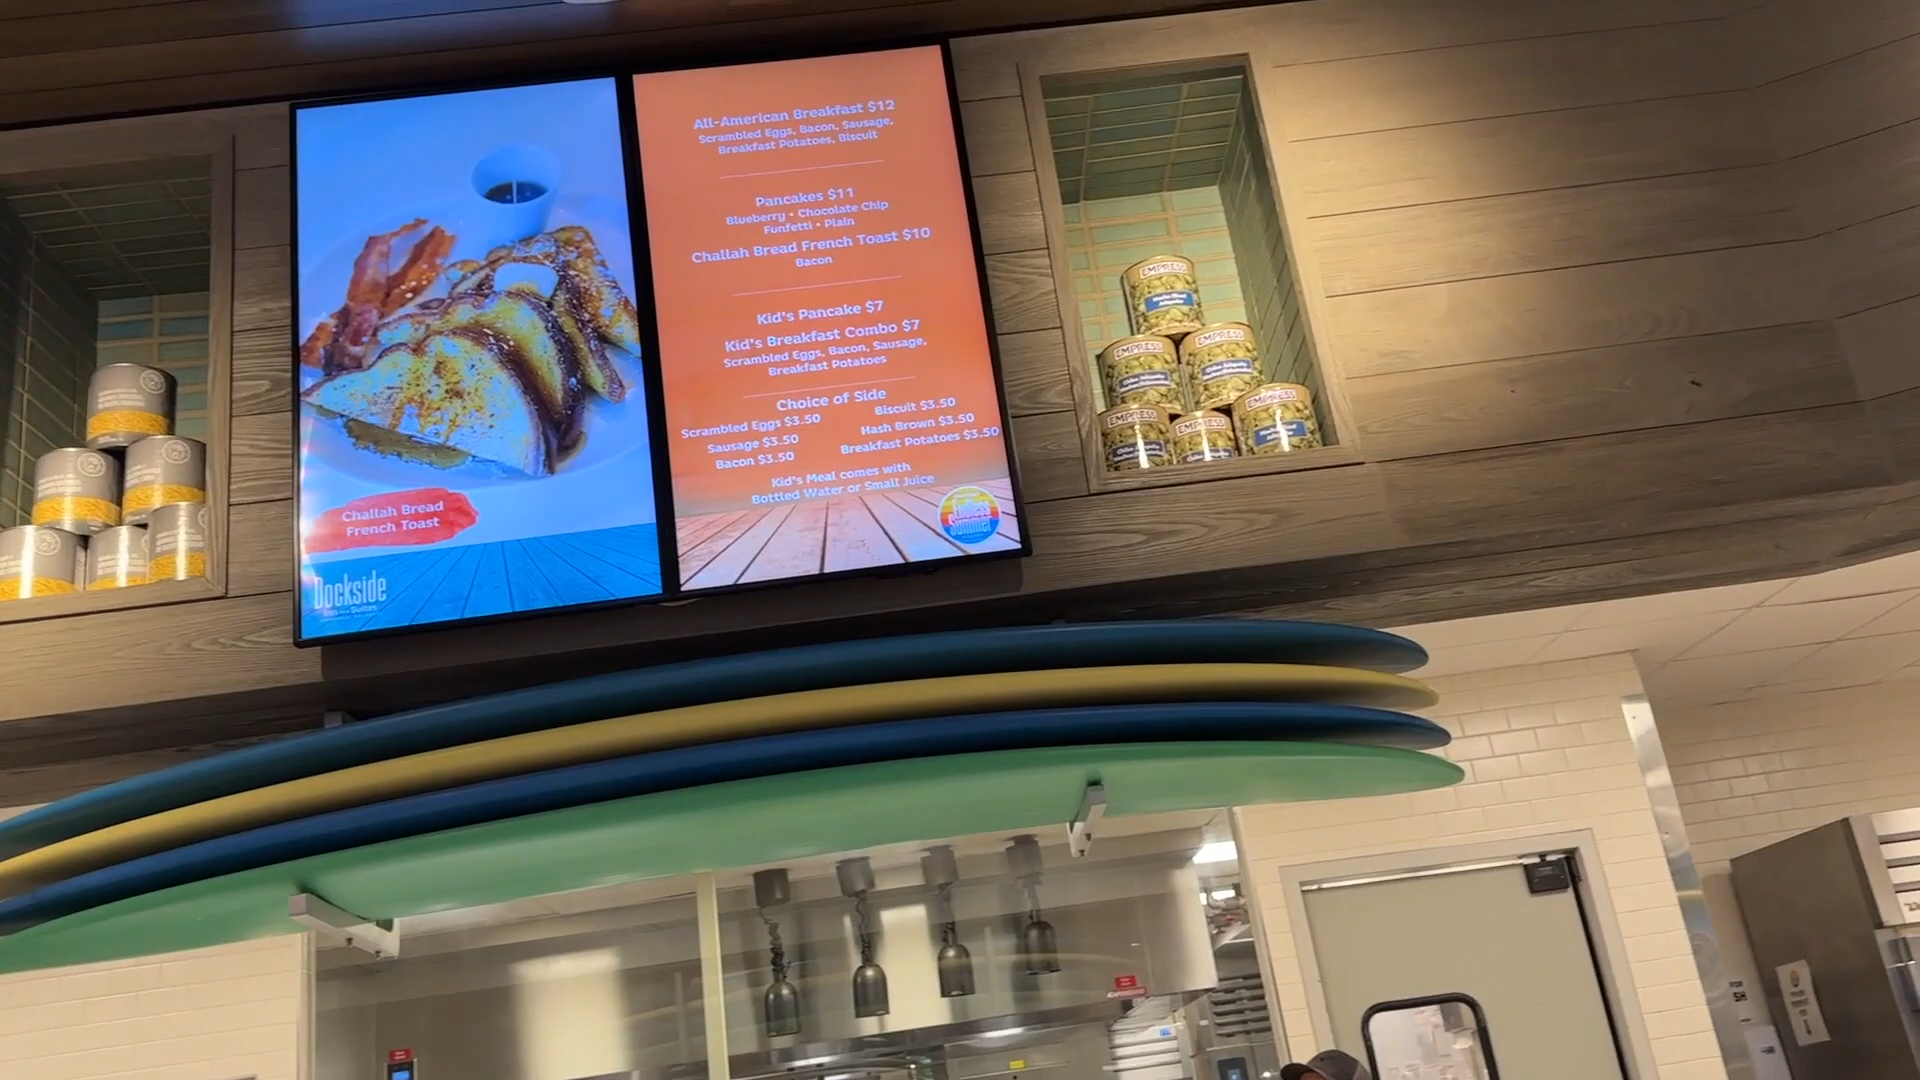 All-American Breakfast $12
Scrambled Eggs, Bacon, Sausage,
Breakfast Potatoes, Biscuit
Pancakes $11
Blueberry • Chocolate Chip
Funfetti • Plain
Challah Bread French Toast $10
Bacon
Kid's Pancake $7
Kid's Breakfast Combo $7
Scrambled Eggs, Bacon, Sausage,
Breakfast Potatoes
Choice of Side
Scrambled Eggs $3.50
Sausage $3.50
Bacon $3.50
Biscuit $3.50
Hash Brown $3.50
Breakfast Potatoes $3.50
Kid's Meal comes with
Bottled Water or Small Juice
Endless
Summer
Challah Bread
French Toast
Dockside
Inn and Suites
EMPRESS
EMPRESS
EMPRESS
EMPRESS
EMPRESS
EMPRESS